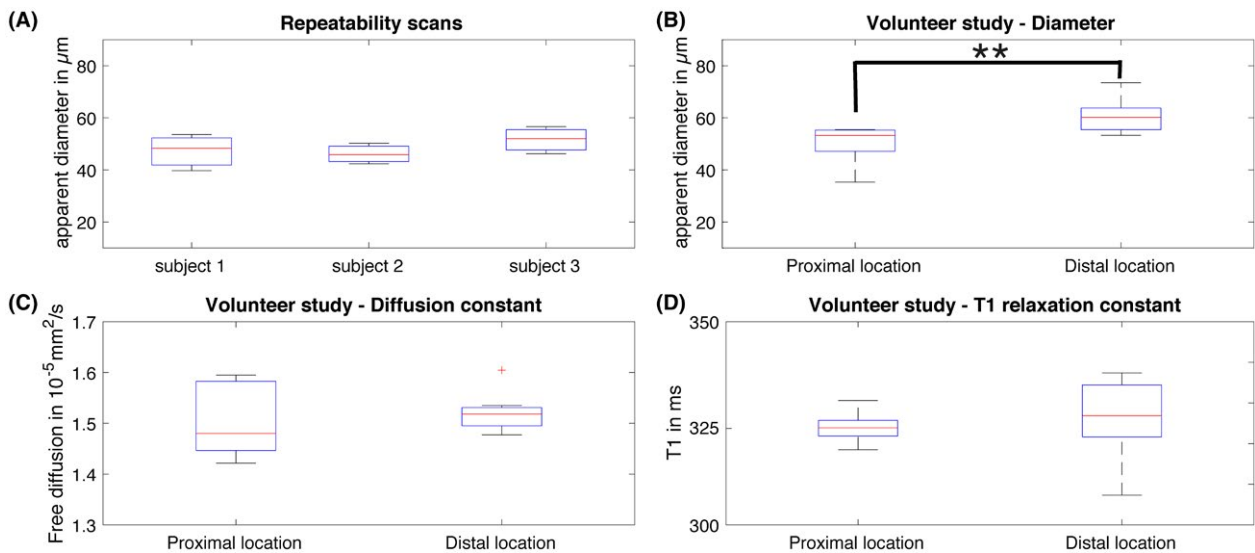 (A)
Repeatability scans
apparent diameter in µm
80
60
40
20
subject 1
subject 2
subject 3
(B)
Volunteer study - Diameter
apparent diameter in µm
80
60
40
20
**
Proximal location
Distal location
(C)
Volunteer study - Diffusion constant
Free diffusion in 10-5mm2/s
1.7
1.6
1.5
1.4
1.3
Proximal location
Distal location
(D)
Volunteer study - T1 relaxation constant
T1 in ms
350
325
300
Proximal location
Distal location